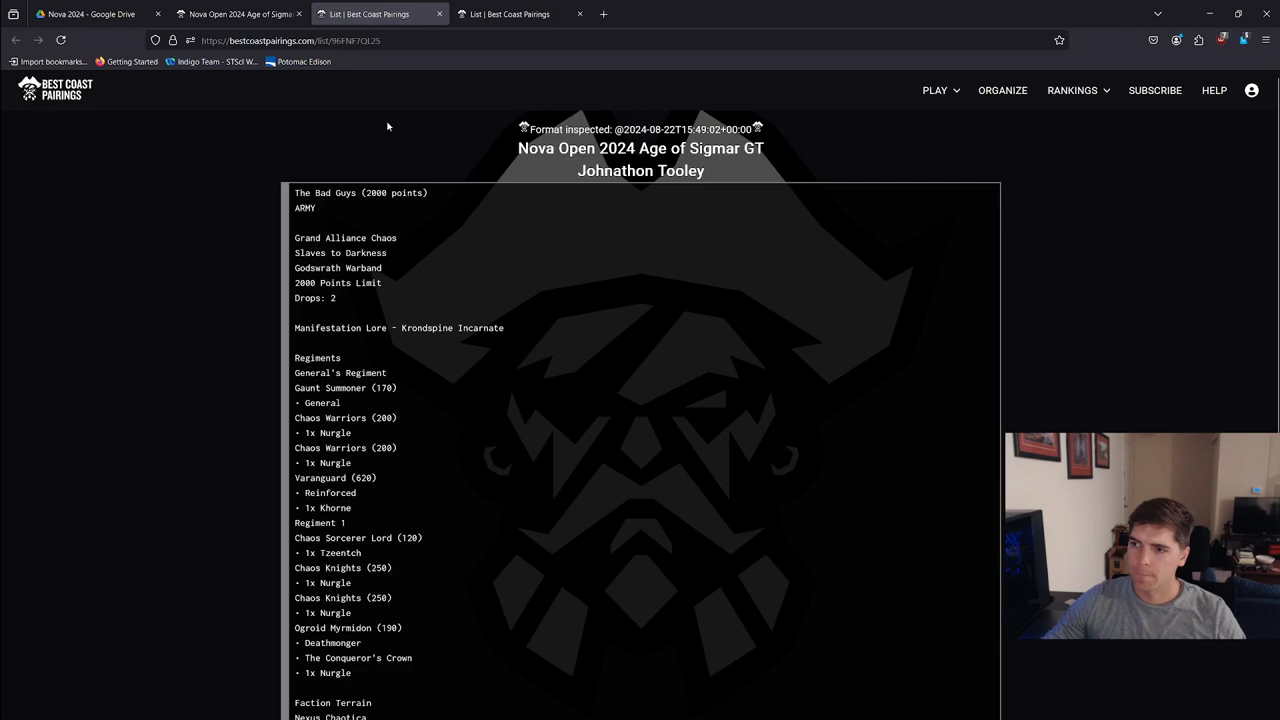 Nova 2024 - Google Drive
Nova Open 2024 Age of Sigmar
List | Best Coast Pairings
List | Best Coast Pairings
https://bestcoastpairings.com/list/96FNF7QL25
Import bookmarks...
Getting Started
Indigo Team - STScI W...
Potomac Edison
BEST COAST
PAIRINGS
PLAY
ORGANIZE
RANKINGS
SUBSCRIBE
HELP
Format inspected: @2024-08-22T15:49:02+00:00
Nova Open 2024 Age of Sigmar GT
Johnathon Tooley
The Bad Guys (2000 points)
ARMY
Grand Alliance Chaos
Slaves to Darkness
Godswrath Warband
2000 Points Limit
Drops: 2
Manifestation Lore - Krondspine Incarnate
Regiments
General's Regiment
Gaunt Summoner (170)
• General
Chaos Warriors (200)
• 1x Nurgle
Chaos Warriors (200)
• 1x Nurgle
Varanguard (620)
• Reinforced
• 1x Khorne
Regiment 1
Chaos Sorcerer Lord (120)
• 1x Tzeentch
Chaos Knights (250)
• 1x Nurgle
Chaos Knights (250)
• 1x Nurgle
Ogroid Myrmidon (190)
• Deathmonger
• The Conqueror's Crown
• 1x Nurgle
Faction Terrain
Nexus Chaotica